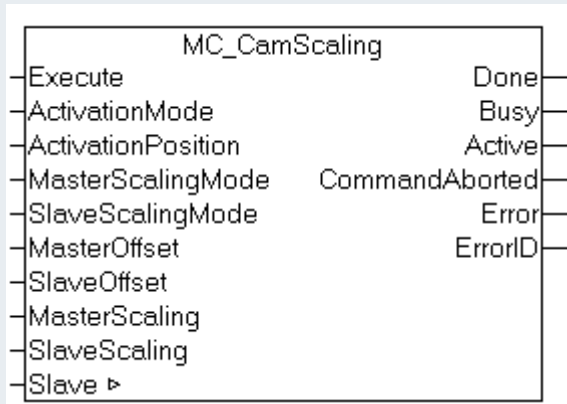 MC_CamScaling
Execute Done
ActivationMode Busy
ActivationPosition Active
MasterScalingMode CommandAborted
SlaveScalingMode Error
MasterOffset ErrorID
SlaveOffset
MasterScaling
SlaveScaling
Slave ▹